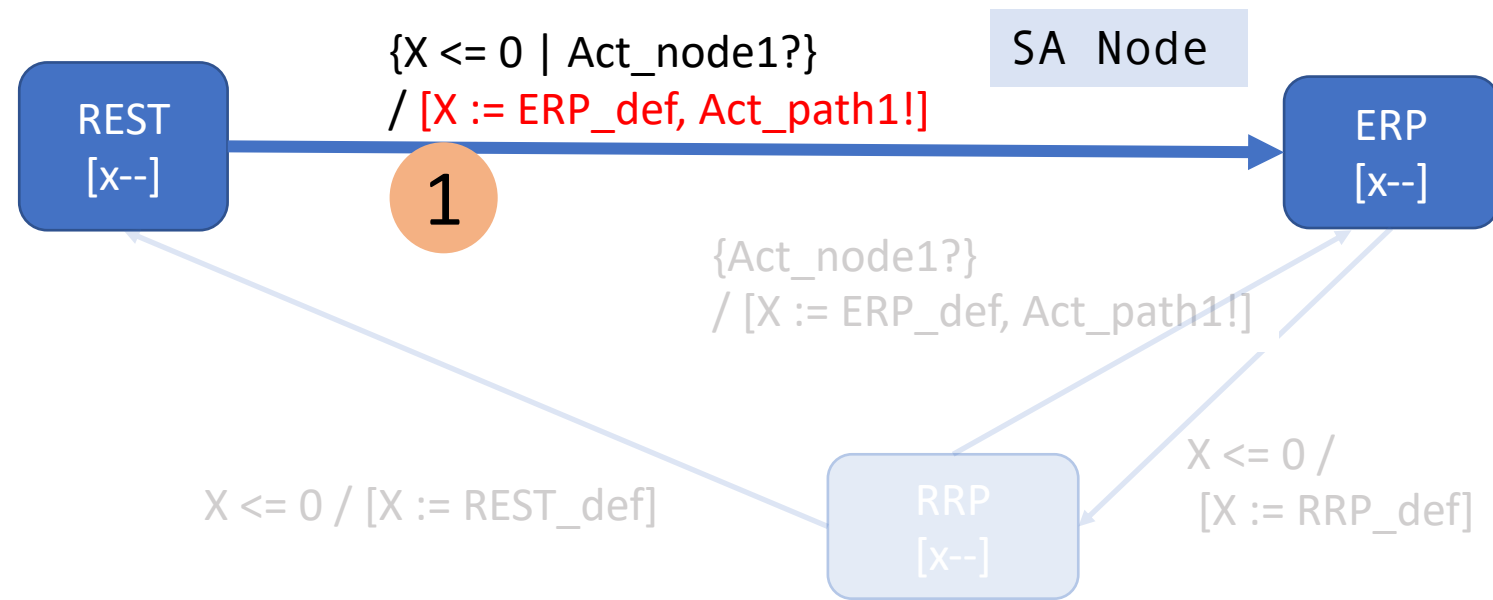 {X <= 0 | Act_node1?}
/ [X := ERP_def, Act_path1!]
SA Node
REST
[x--]
ERP
[x--]
1
{Act_node1?}
/ [X := ERP_def, Act_path1!]
X <= 0 /
[X := RRP_def]
X <= 0 / [X := REST_def]
RRP
[x--]